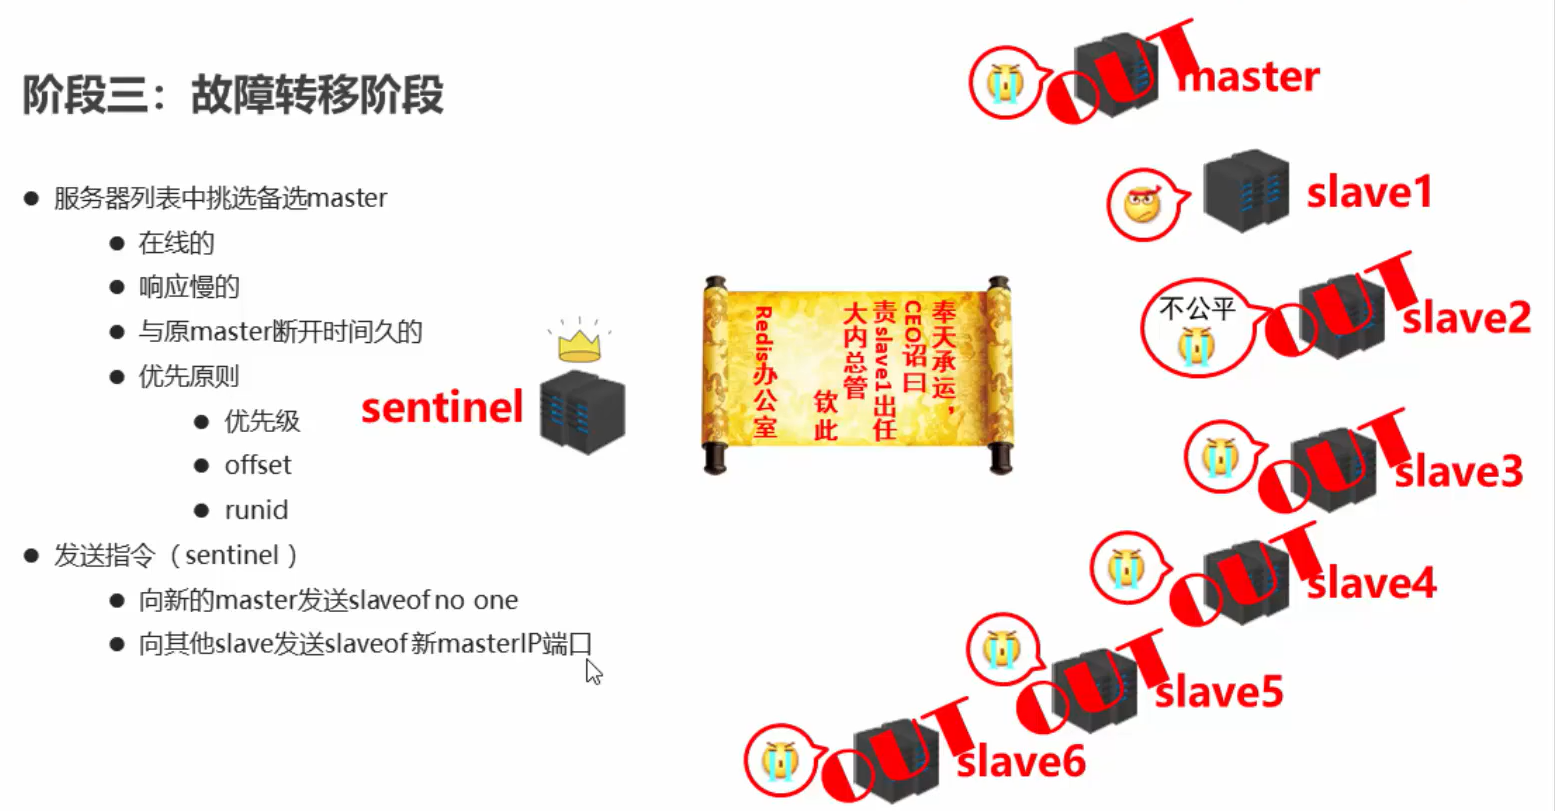 阶段三：故障转移阶段
服务器列表中挑选备选master
在线的
响应慢的
与原master断开时间久的
优先原则
优先级
offset
runid
发送指令（sentinel）
向新的master发送slaveof no one
向其他slave发送slaveof 新masterIP端口
sentinel
奉天承运，
CEO诏曰
责slave1出任
大内总管
钦此
Redis办公室
OUT
master
slave1
不公平
OUT
slave2
OUT
slave3
OUT
slave4
OUT
slave5
OUT
slave6